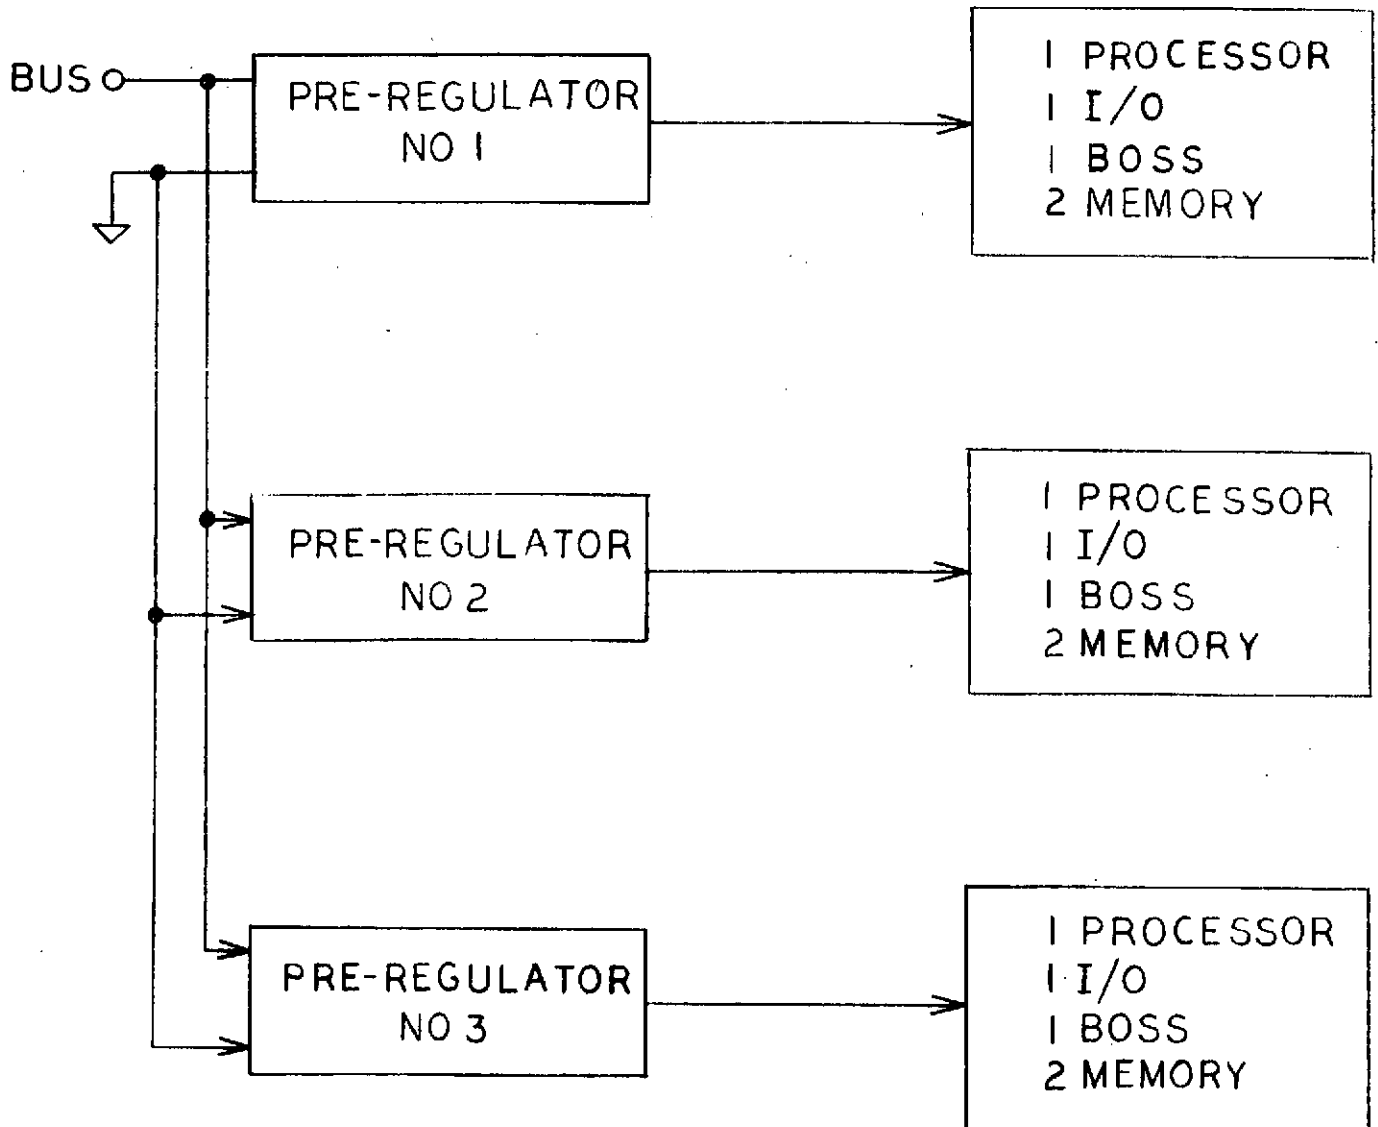 BUS
PRE-REGULATOR
NO 1
1 PROCESSOR
1 I/O
1 BOSS
2 MEMORY
PRE-REGULATOR
NO 2
1 PROCESSOR
1 I/O
1 BOSS
2 MEMORY
PRE-REGULATOR
NO 3
1 PROCESSOR
1 I/O
1 BOSS
2 MEMORY